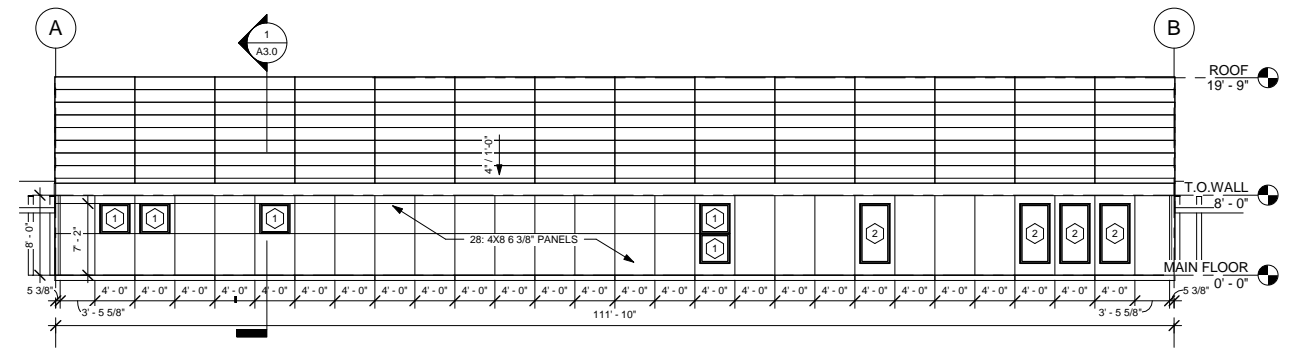 A
B
1
A3.0
ROOF
19' - 9"
4" / 1'-0"
T.O.WALL
8' - 0"
1
1
1
1
1
2
2
2
2
8' - 0"
7' - 2"
28: 4X8 6 3/8" PANELS
MAIN FLOOR
0' - 0"
5 3/8"
4' - 0" 4' - 0" 4' - 0" 4' - 0" 4' - 0" 4' - 0" 4' - 0" 4' - 0" 4' - 0" 4' - 0" 4' - 0" 4' - 0" 4' - 0" 4' - 0" 4' - 0" 4' - 0" 4' - 0" 4' - 0" 4' - 0" 4' - 0" 4' - 0" 4' - 0" 4' - 0" 4' - 0" 4' - 0" 4' - 0"
5 3/8"
3' - 5 5/8"
111' - 10"
3' - 5 5/8"